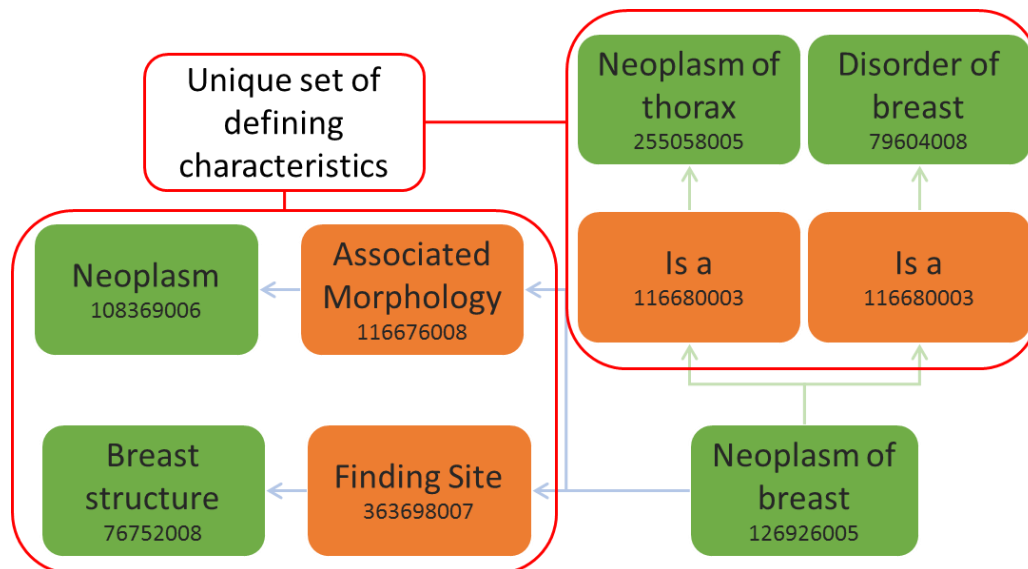 Unique set of
defining
characteristics
Neoplasm of
thorax
255058005
Disorder of
breast
79604008
Neoplasm
108369006
Associated
Morphology
116676008
Is a
116680003
Is a
116680003
Breast
structure
76752008
Finding Site
363698007
Neoplasm of
breast
126926005